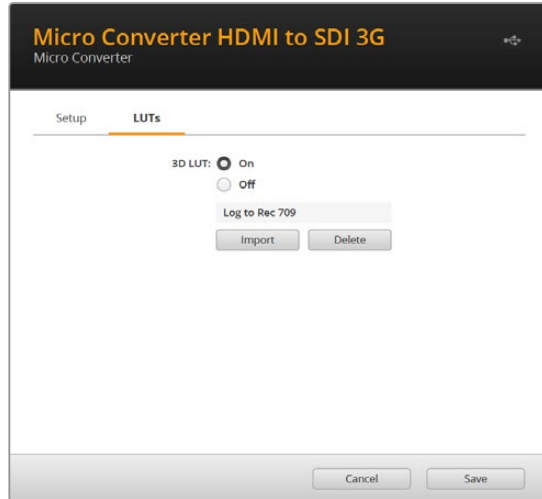 Micro Converter HDMI to SDI 3G
Micro Converter
Setup LUTs
3D LUT: On
Off
Log to Rec 709
Import Delete
Cancel Save